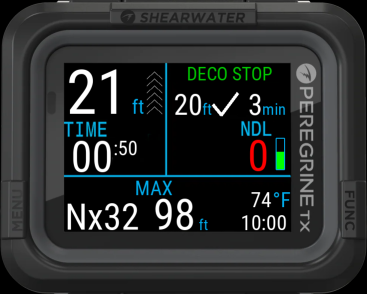 SHEARWATER
21 ft
DECO STOP
20ft ✓ 3min
TIME
00:50
NDL
0
MAX
Nx32 98 ft
74°F
10:00
PEREGRINE TX
MENU
FUNC